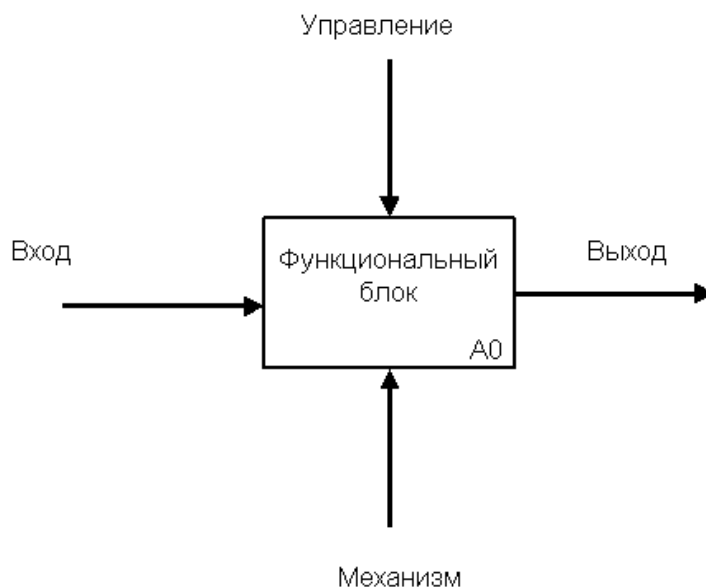 Управление
Вход
Функциональный
блок
Выход
A0
Механизм